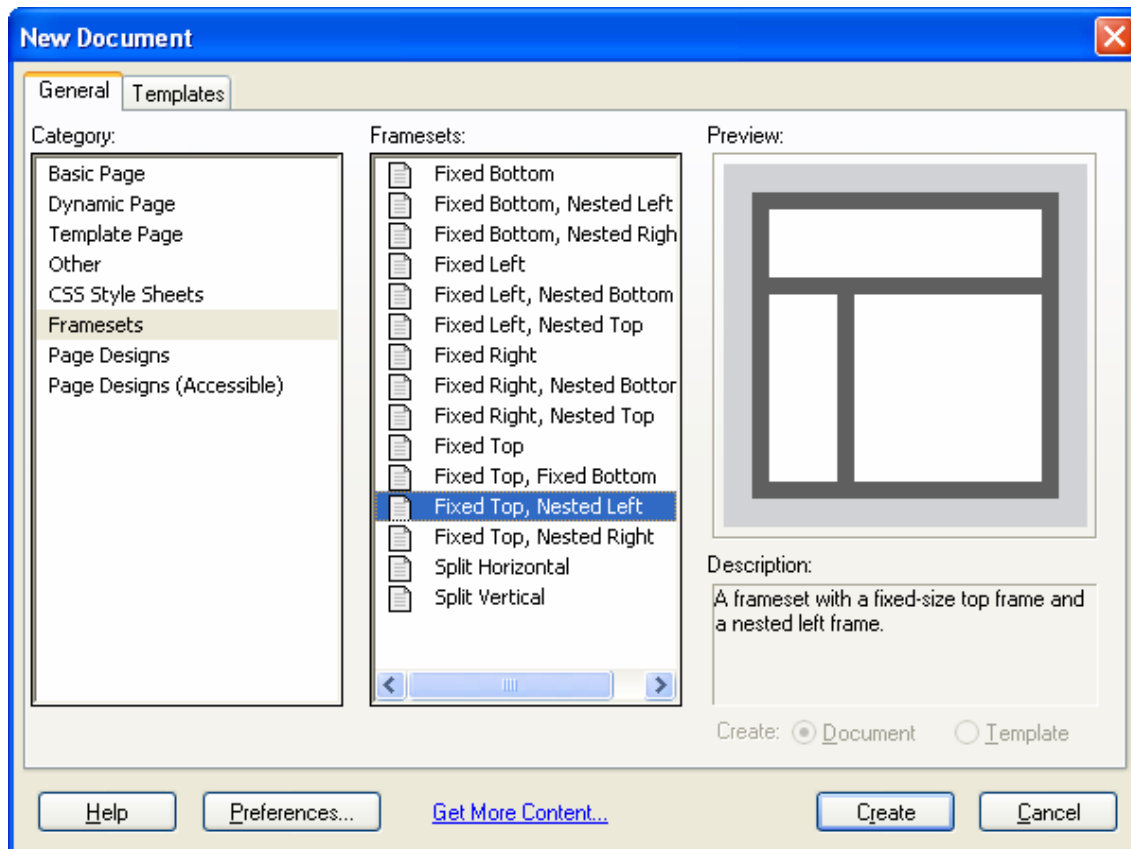 New Document
General
Templates
Category:
Basic Page
Dynamic Page
Template Page
Other
CSS Style Sheets
Framesets
Page Designs
Page Designs (Accessible)
Framesets:
Fixed Bottom
Fixed Bottom, Nested Left
Fixed Bottom, Nested Righ
Fixed Left
Fixed Left, Nested Bottom
Fixed Left, Nested Top
Fixed Right
Fixed Right, Nested Bottor
Fixed Right, Nested Top
Fixed Top
Fixed Top, Fixed Bottom
Fixed Top, Nested Left
Fixed Top, Nested Right
Split Horizontal
Split Vertical
Preview:
Description:
A frameset with a fixed-size top frame and
a nested left frame.
Create: Document Template
Help Preferences... Get More Content... Create Cancel